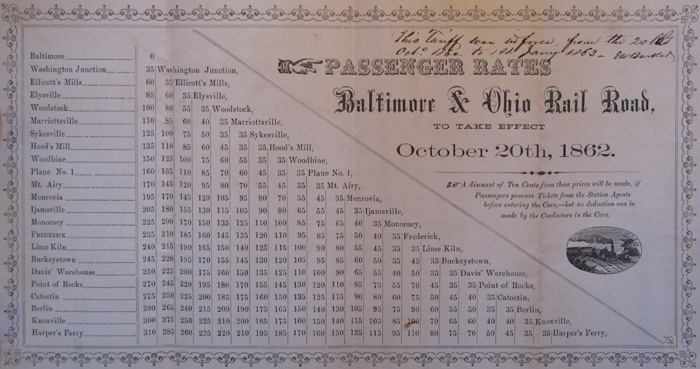 This Tariff was in force from the 20th
Oct. 1862 to 1863
PASSENGER RATES
Baltimore & Ohio Rail Road,
TO TAKE EFFECT
October 20th, 1862.
A discount of Ten Cents from these prices will be made, if
Passengers procure Tickets from the Station Agents
before entering the Cars,—but no deduction can be
made by the Conductors in the Cars.
Baltimore 0
Washington Junction 35 Washington Junction,
Ellicott's Mills 60 35 Ellicott's Mills,
Elysville 85 60 35 Elysville,
Woodstock 100 80 55 35 Woodstock,
Marriottsville 110 85 60 40 35 Marriottsville,
Sykesville 125 100 75 50 35 35 Sykesville,
Hood's Mill 135 110 85 60 45 35 35 Hood's Mill,
Woodbine 150 125 100 75 60 55 35 35 Woodbine,
Plane No. 1 160 135 110 85 70 60 45 35 35 Plane No. 1,
Mt. Airy 170 145 120 95 80 70 55 45 35 35 Mt. Airy,
Monrovia 195 170 145 120 105 95 80 70 55 45 35 Monrovia,
Ijamsville 205 180 155 130 115 105 90 80 65 55 45 35 Ijamsville,
Monocacy 225 200 170 150 135 125 110 100 85 75 65 40 35 Monocacy,
FREDERICK 235 210 185 160 145 135 120 110 95 85 75 50 40 35 Frederick,
Lime Kiln 240 215 190 165 150 140 125 115 100 90 80 55 45 35 35 Lime Kiln,
Buckeystown 245 220 195 170 155 145 130 120 105 95 85 60 50 35 45 35 Buckeystown,
Davis' Warehouse 250 225 200 175 160 150 135 125 110 100 90 65 55 40 50 35 35 Davis' Warehouse,
Point of Rocks 270 245 220 195 180 170 155 145 130 120 110 85 75 55 70 45 35 35 Point of Rocks,
Catoctin 275 250 225 200 185 175 160 150 135 125 115 90 80 60 75 50 45 40 35 Catoctin,
Berlin 290 265 240 215 200 190 175 165 150 140 130 105 95 75 90 60 55 50 35 35 Berlin,
Knoxville 300 275 250 225 210 200 185 175 160 150 140 115 105 85 100 70 65 60 40 40 35 Knoxville,
Harper's Ferry 310 285 260 235 220 210 195 185 170 160 150 125 115 95 110 80 75 70 50 45 35 35 Harper's Ferry,